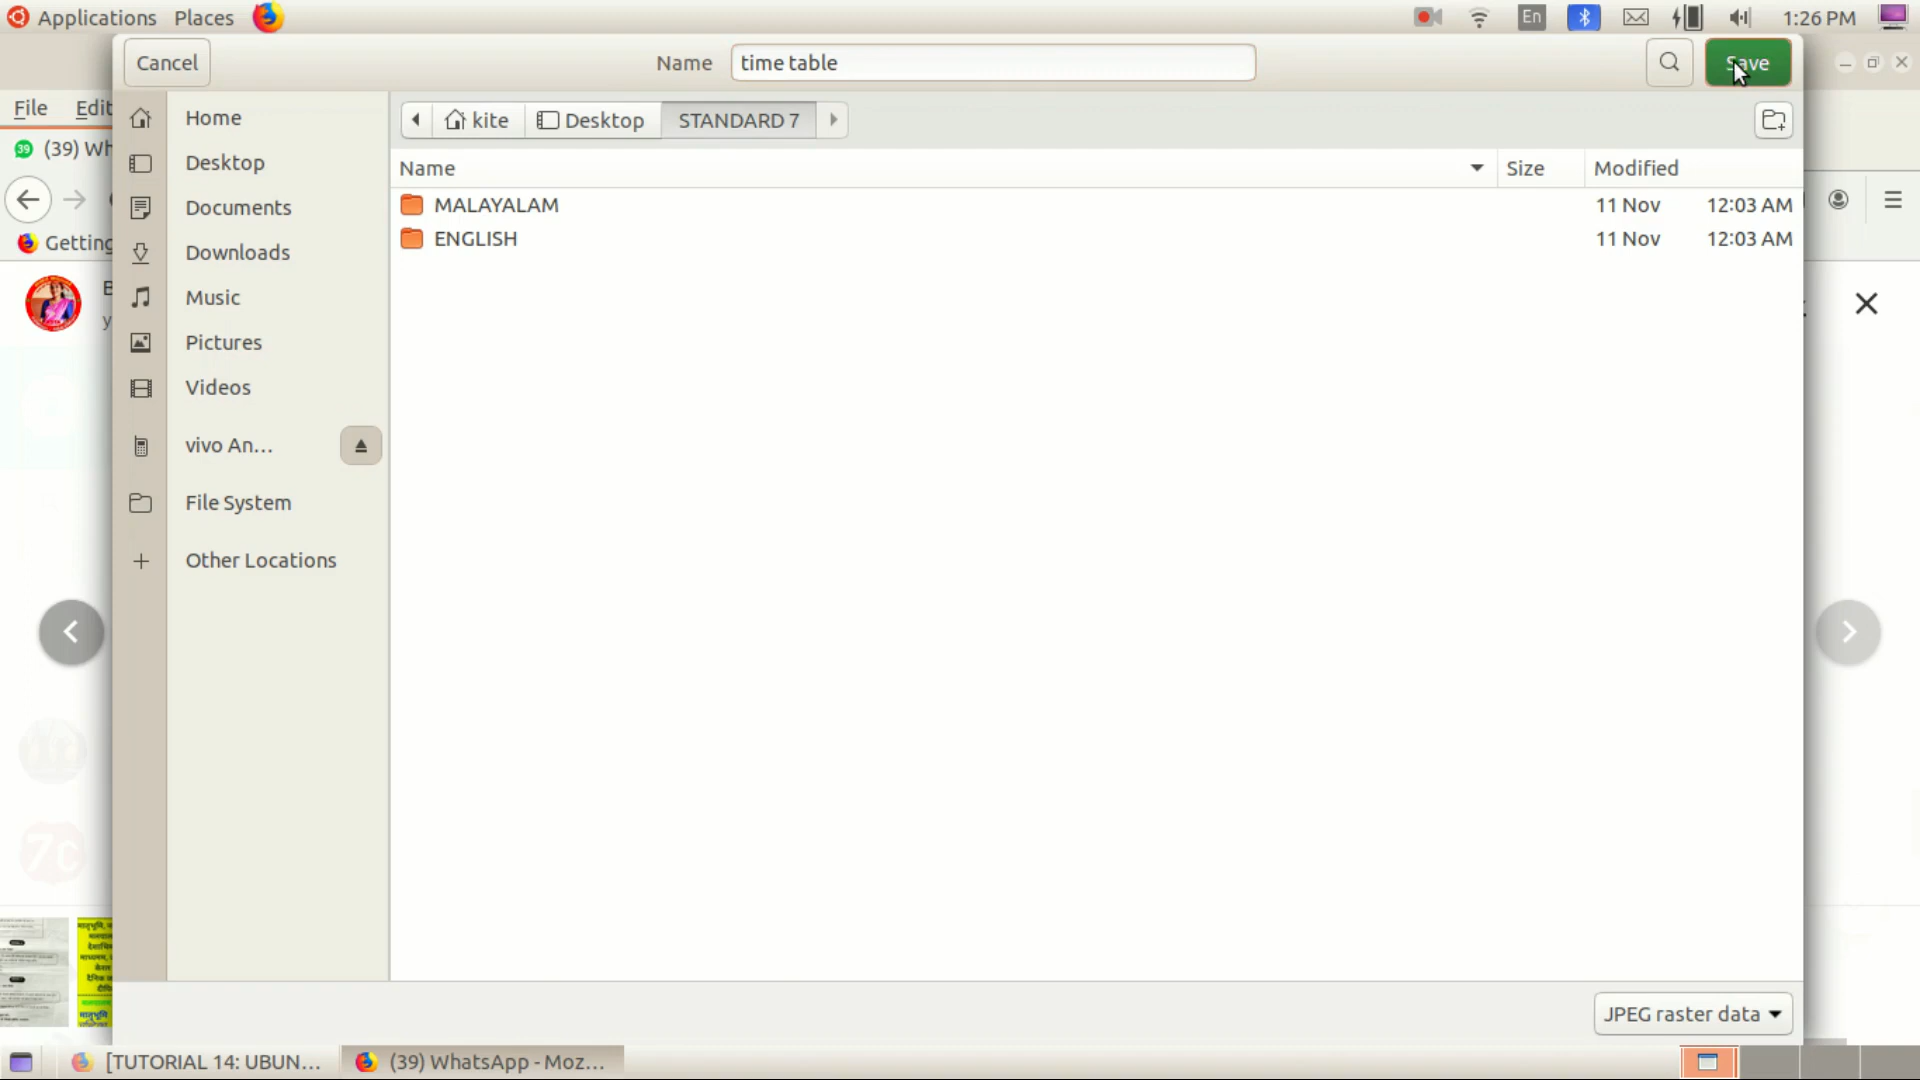 Applications Places En 1:26 PM
Cancel Name time table Save
File Edit
Home
kite Desktop STANDARD 7
39 (39) Wh
Desktop
Name Size Modified
Documents
MALAYALAM 11 Nov 12:03 AM
ENGLISH 11 Nov 12:03 AM
Getting
Downloads
Music
Pictures
Videos
vivo An...
File System
Other Locations
7c
JPEG raster data
[TUTORIAL 14: UBUN... (39) WhatsApp - Moz...